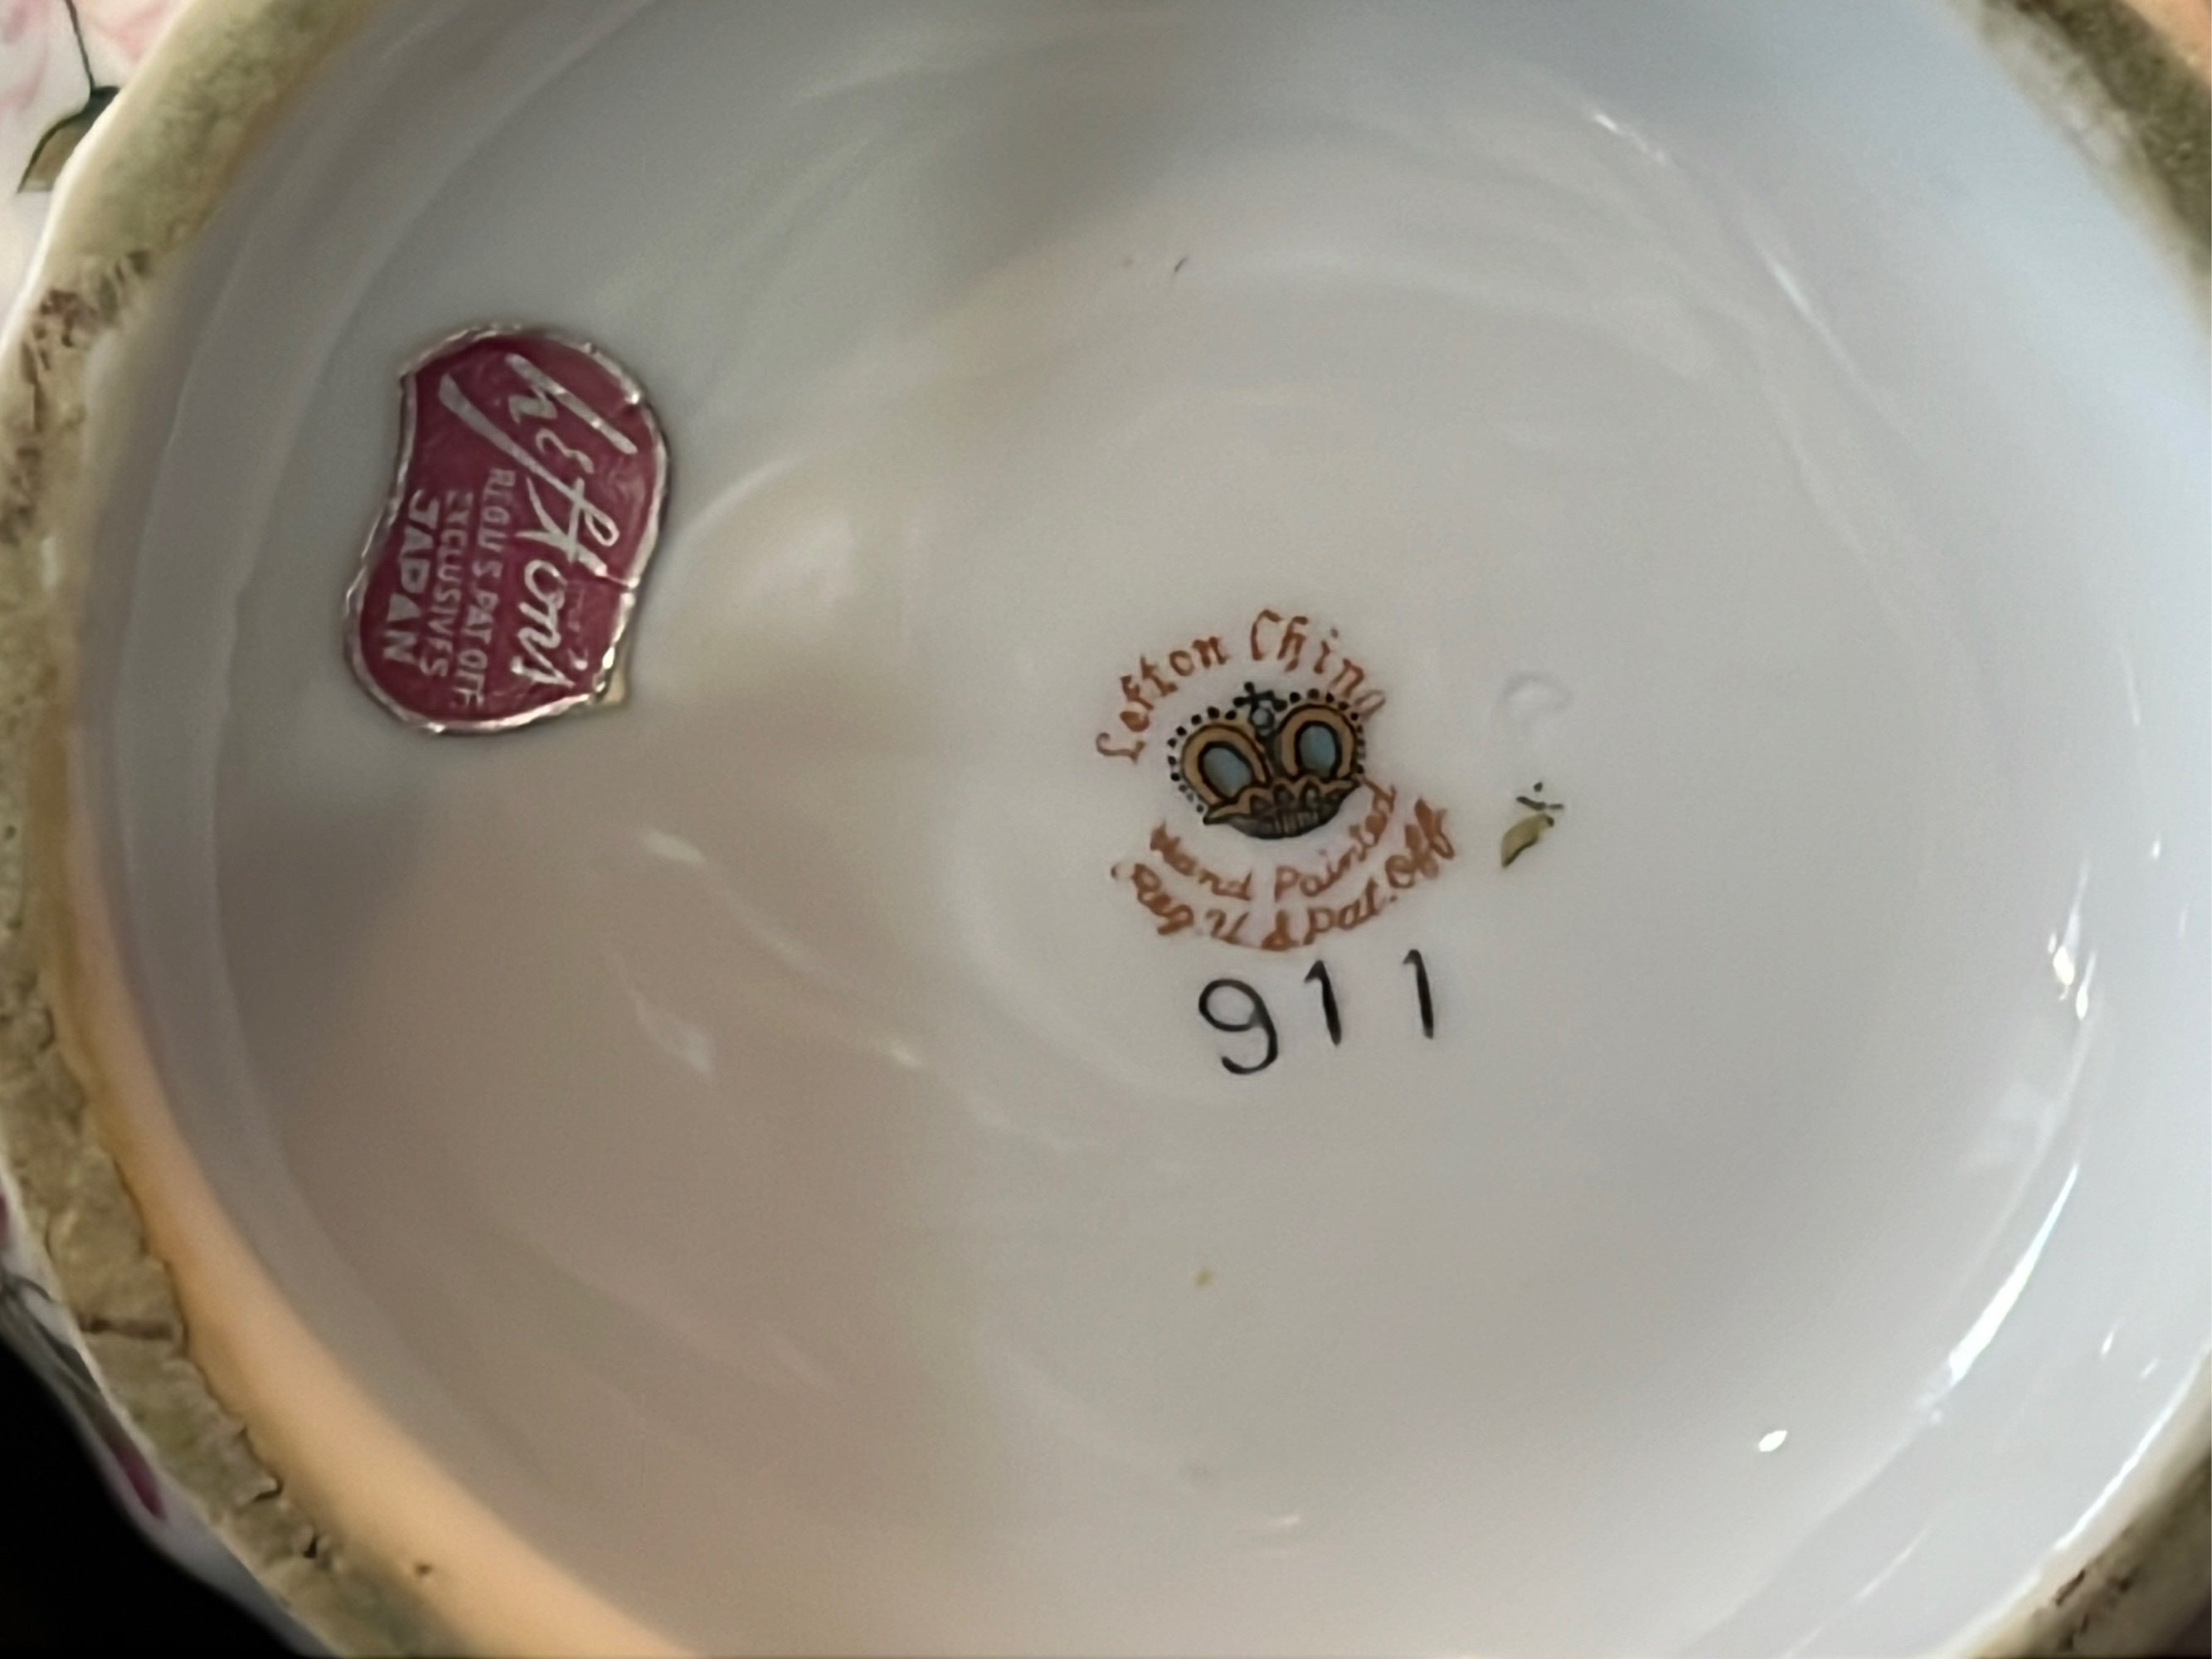 Lefton's
REG. U.S. PAT. OFF.
EXCLUSIVES
JAPAN
Lefton China
Hand Painted
Reg. U. S Pat. Off
911